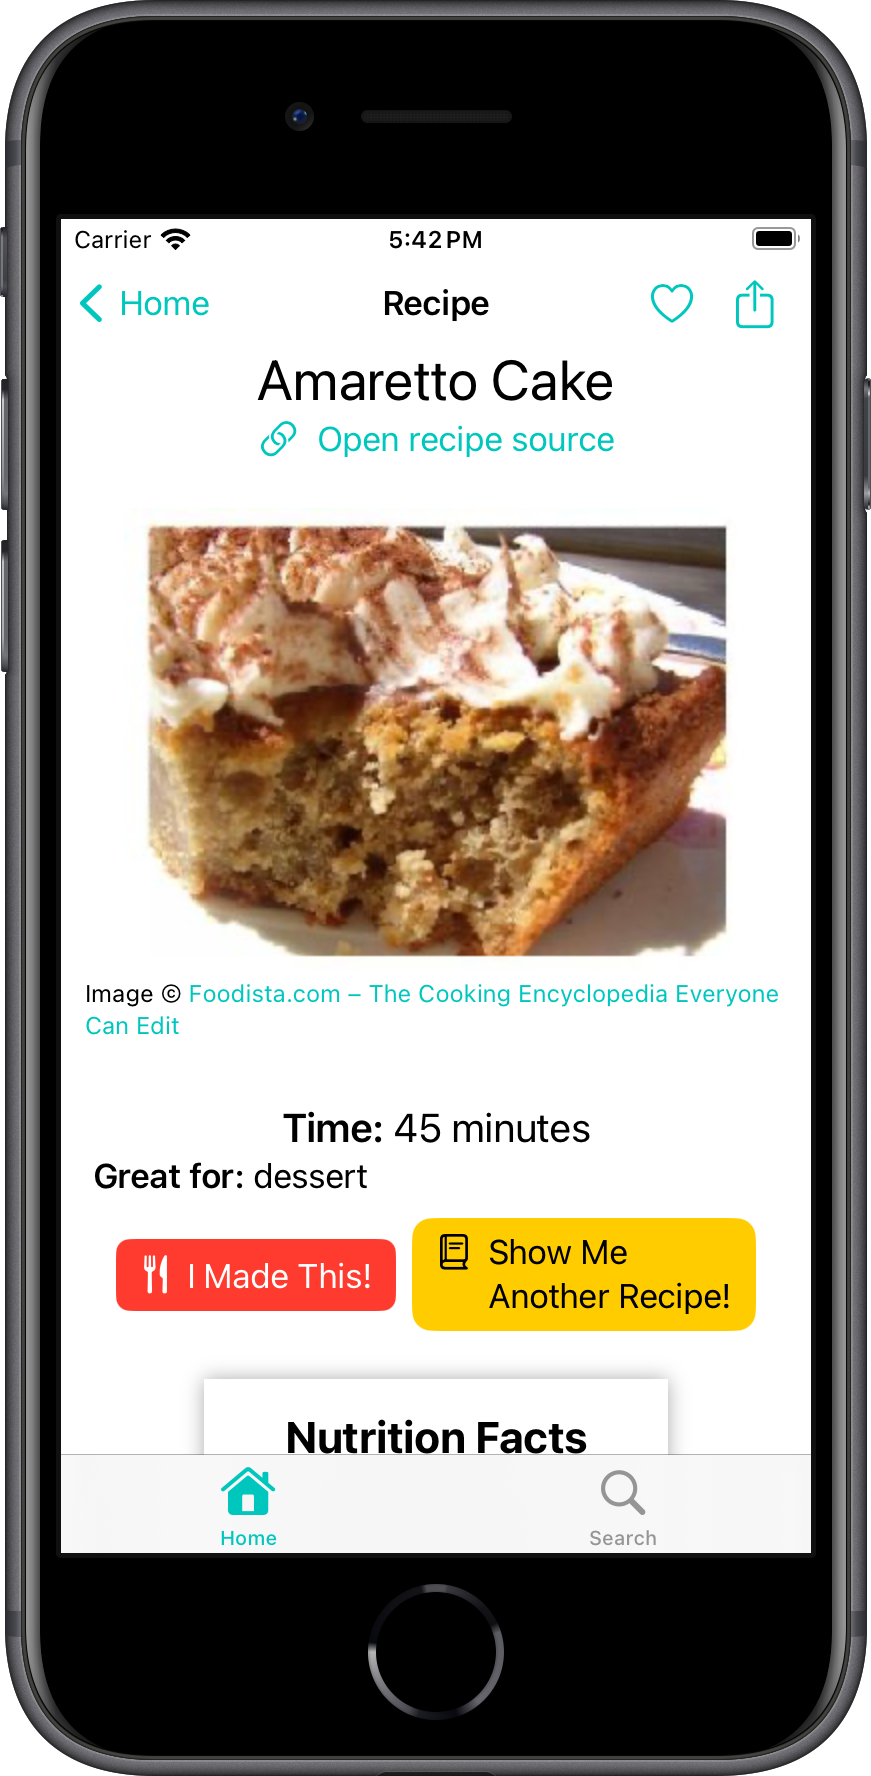 Carrier 5:42 PM
Home Recipe
Amaretto Cake
Open recipe source
Image © Foodista.com – The Cooking Encyclopedia Everyone
Can Edit
Time: 45 minutes
Great for: dessert
I Made This!
Show Me
Another Recipe!
Nutrition Facts
Home Search